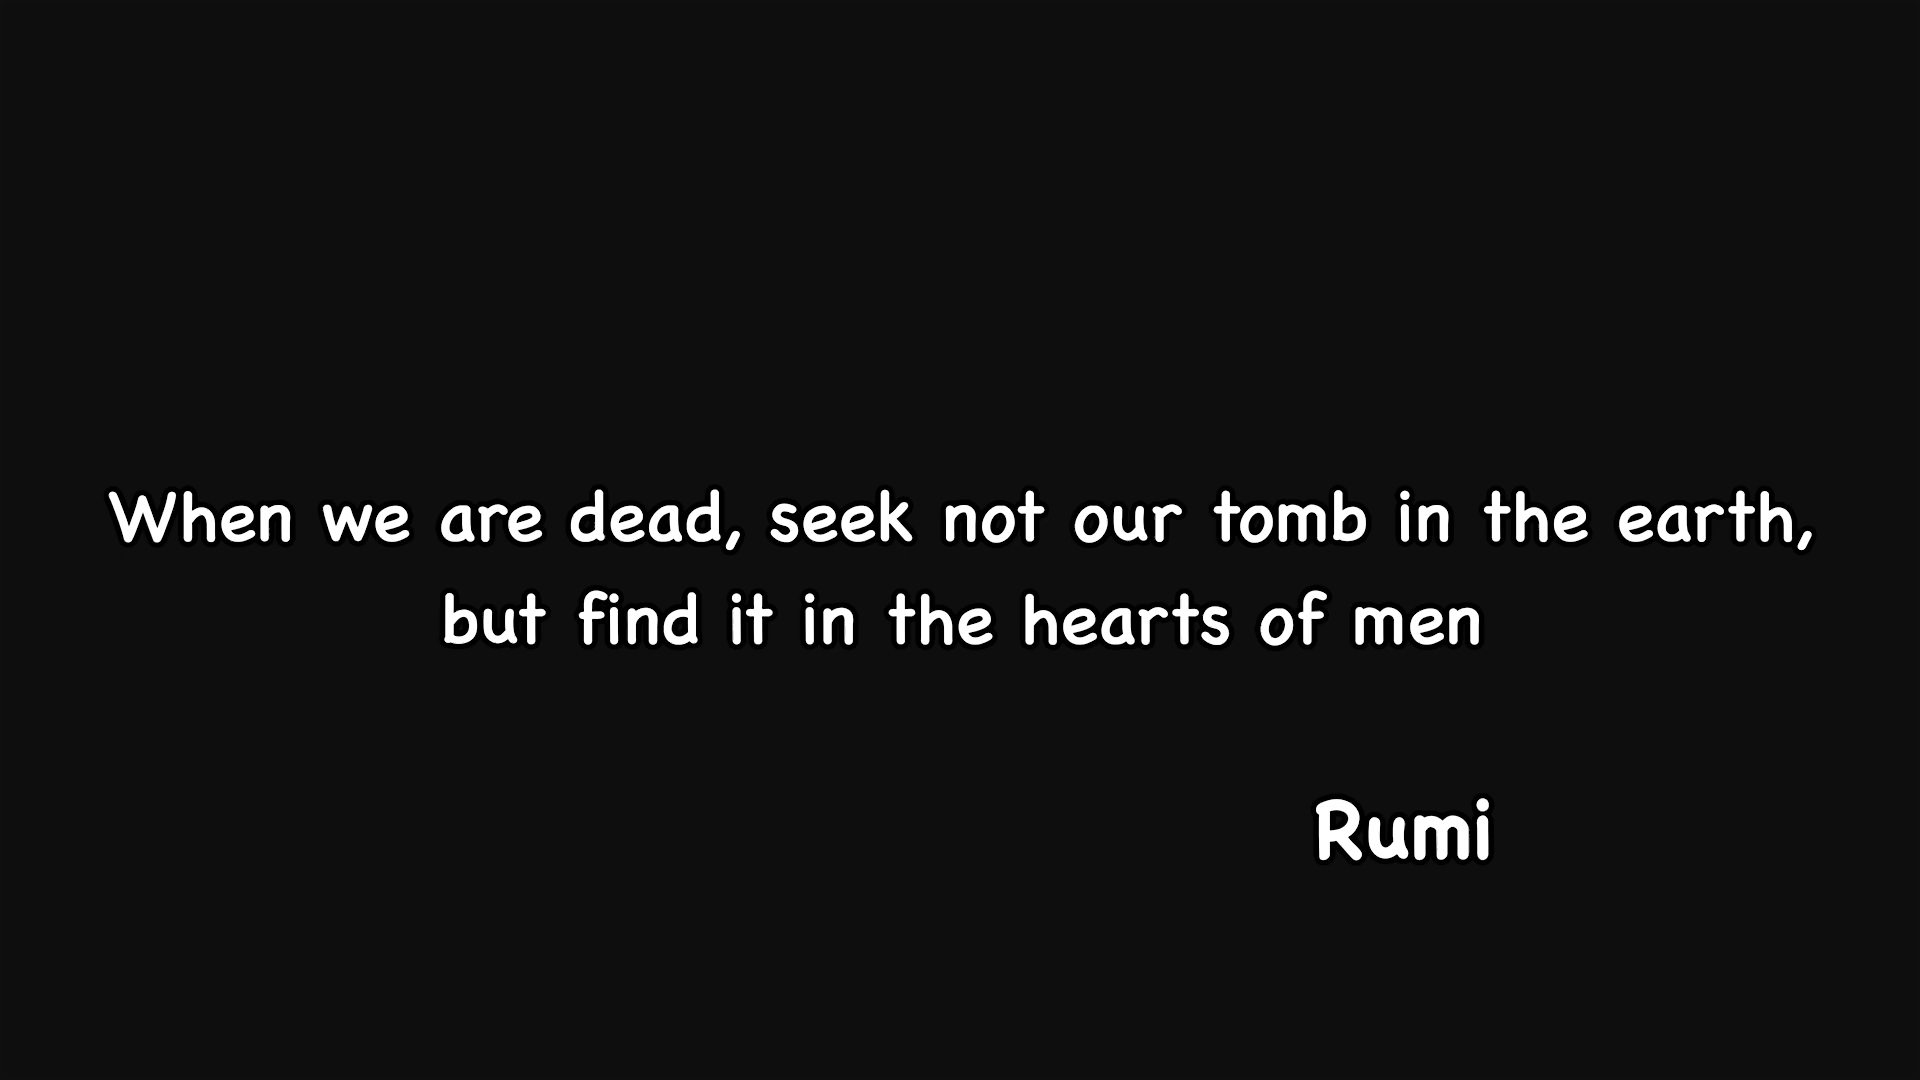 When we are dead, seek not our tomb in the earth,
but find it in the hearts of men
Rumi